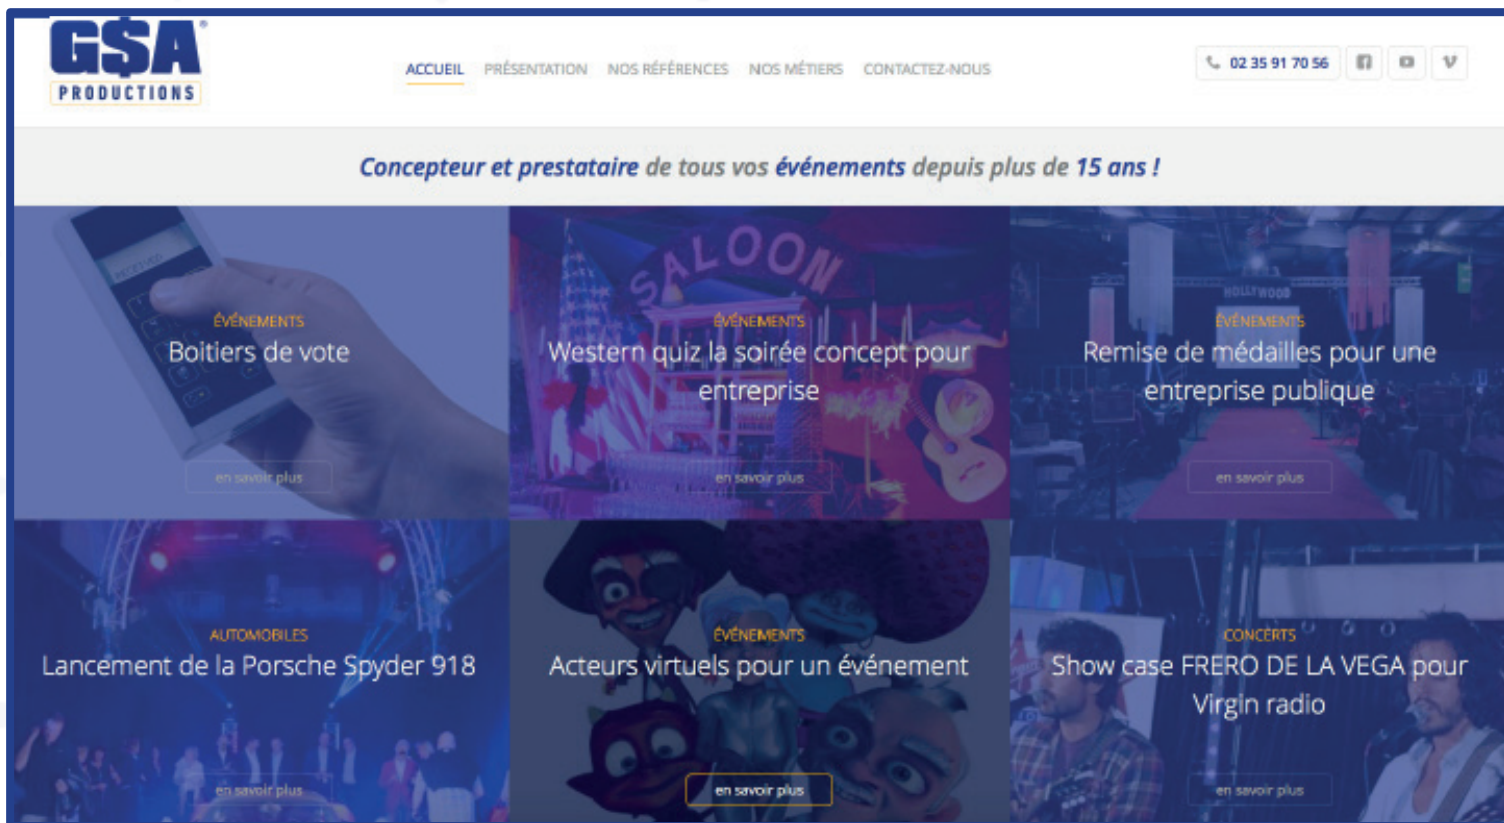 G$A®
PRODUCTIONS
ACCUEIL PRÉSENTATION NOS RÉFÉRENCES NOS MÉTIERS CONTACTEZ-NOUS
02 35 91 70 56
Concepteur et prestataire de tous vos événements depuis plus de 15 ans !
RECEIVED
ÉVÉNEMENTS
Boitiers de vote
en savoir plus
SALOON
ÉVÉNEMENTS
Western quiz la soirée concept pour
entreprise
en savoir plus
HOLLYWOOD
ÉVÉNEMENTS
Remise de médailles pour une
entreprise publique
en savoir plus
AUTOMOBILES
Lancement de la Porsche Spyder 918
en savoir plus
ÉVÉNEMENTS
Acteurs virtuels pour un événement
en savoir plus
CONCERTS
Show case FRERO DE LA VEGA pour
Virgin radio
en savoir plus